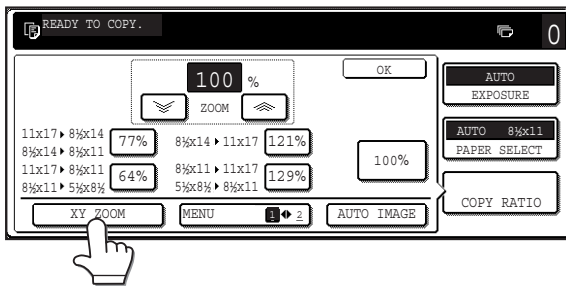 READY TO COPY.
0
100 %
ZOOM
OK
11x17▶8½x14
8½x14▶8½x11
77%
8½x14▶11x17
121%
11x17▶8½x11
8½x11▶5½x8½
64%
8½x11▶11x17
5½x8½▶8½x11
129%
100%
XY ZOOM
MENU 1◀▶2
AUTO IMAGE
AUTO
EXPOSURE
AUTO 8½x11
PAPER SELECT
COPY RATIO